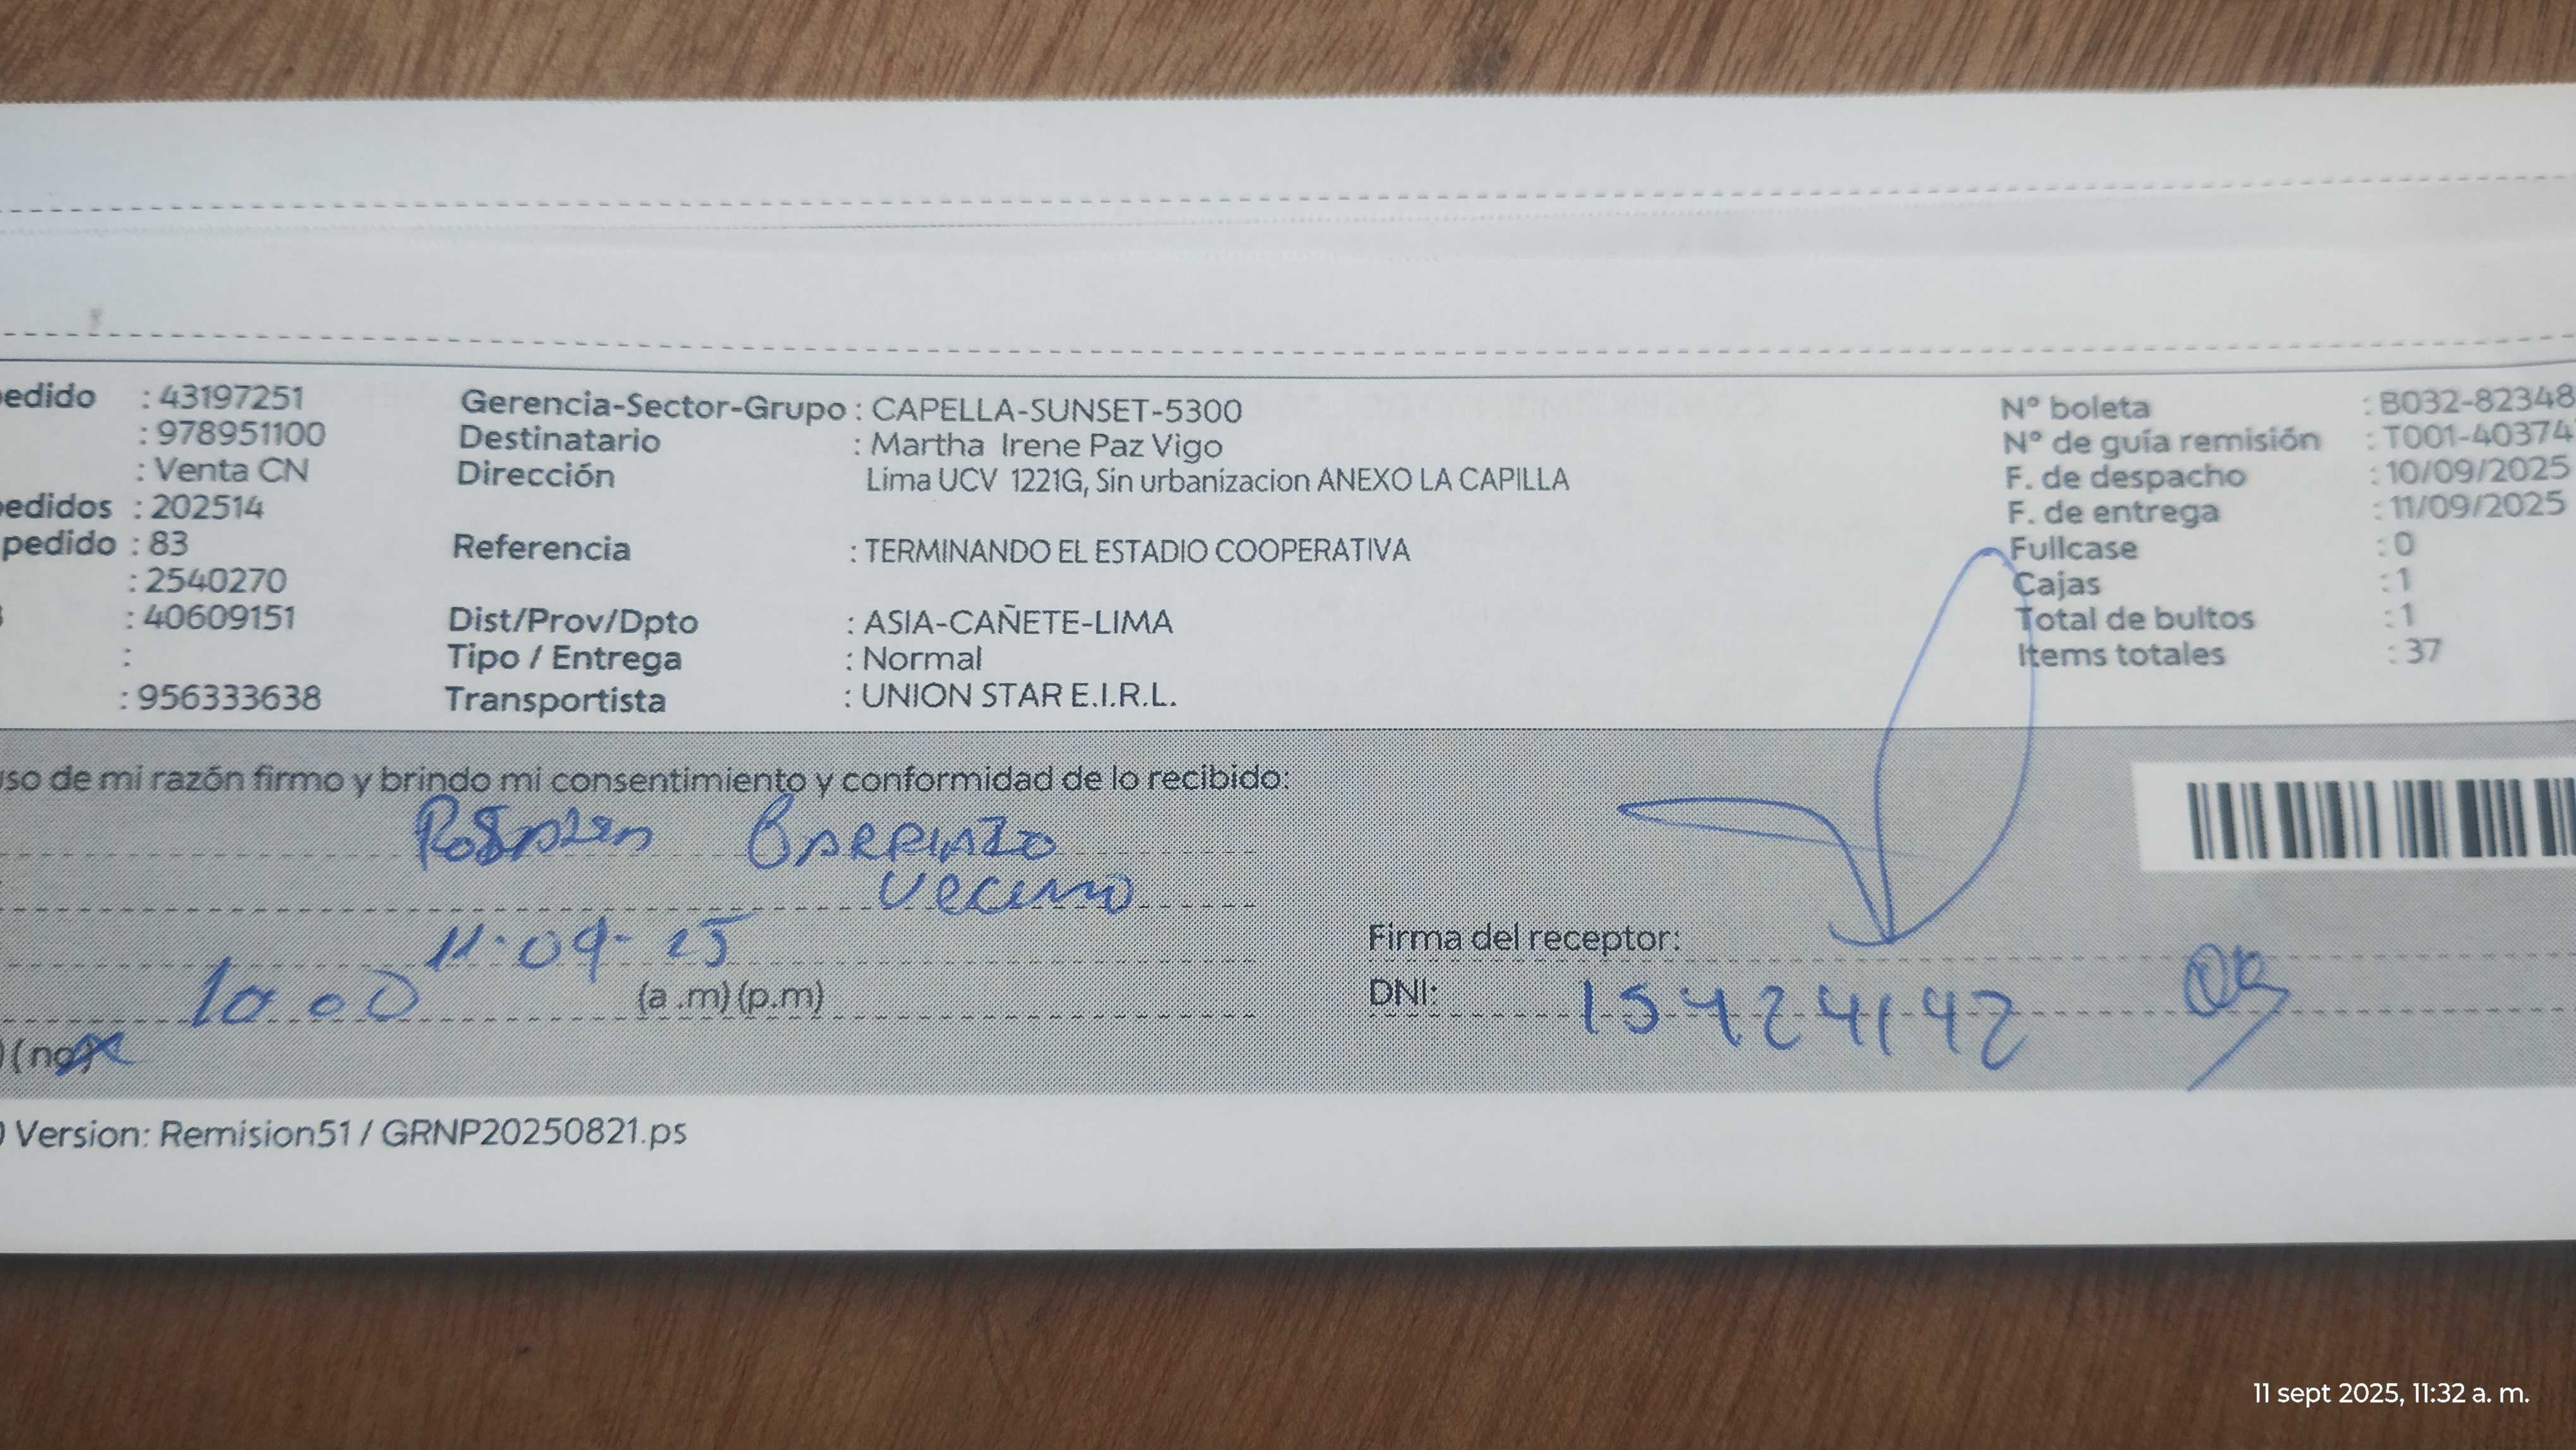 edido : 43197251 Gerencia-Sector-Grupo : CAPELLA-SUNSET-5300 N° boleta : B032-82348
: 978951100 Destinatario : Martha Irene Paz Vigo N° de guía remisión : T001-40374
: Venta CN Dirección Lima UCV 1221G, Sin urbanizacion ANEXO LA CAPILLA F. de despacho : 10/09/2025
edidos : 202514 F. de entrega : 11/09/2025
pedido : 83 Referencia : TERMINANDO EL ESTADIO COOPERATIVA Fullcase : 0
: 2540270 Cajas : 1
: 40609151 Dist/Prov/Dpto : ASIA-CAÑETE-LIMA Total de bultos : 1
: Tipo / Entrega : Normal Items totales : 37
: 956333638 Transportista : UNION STAR E.I.R.L.
uso de mi razón firmo y brindo mi consentimiento y conformidad de lo recibido:
vecino
11-09-25 Firma del receptor:
10.00 (a .m) (p.m) DNI: 15424142
) (no)
) Version: Remision51 / GRNP20250821.ps
11 sept 2025, 11:32 a. m.